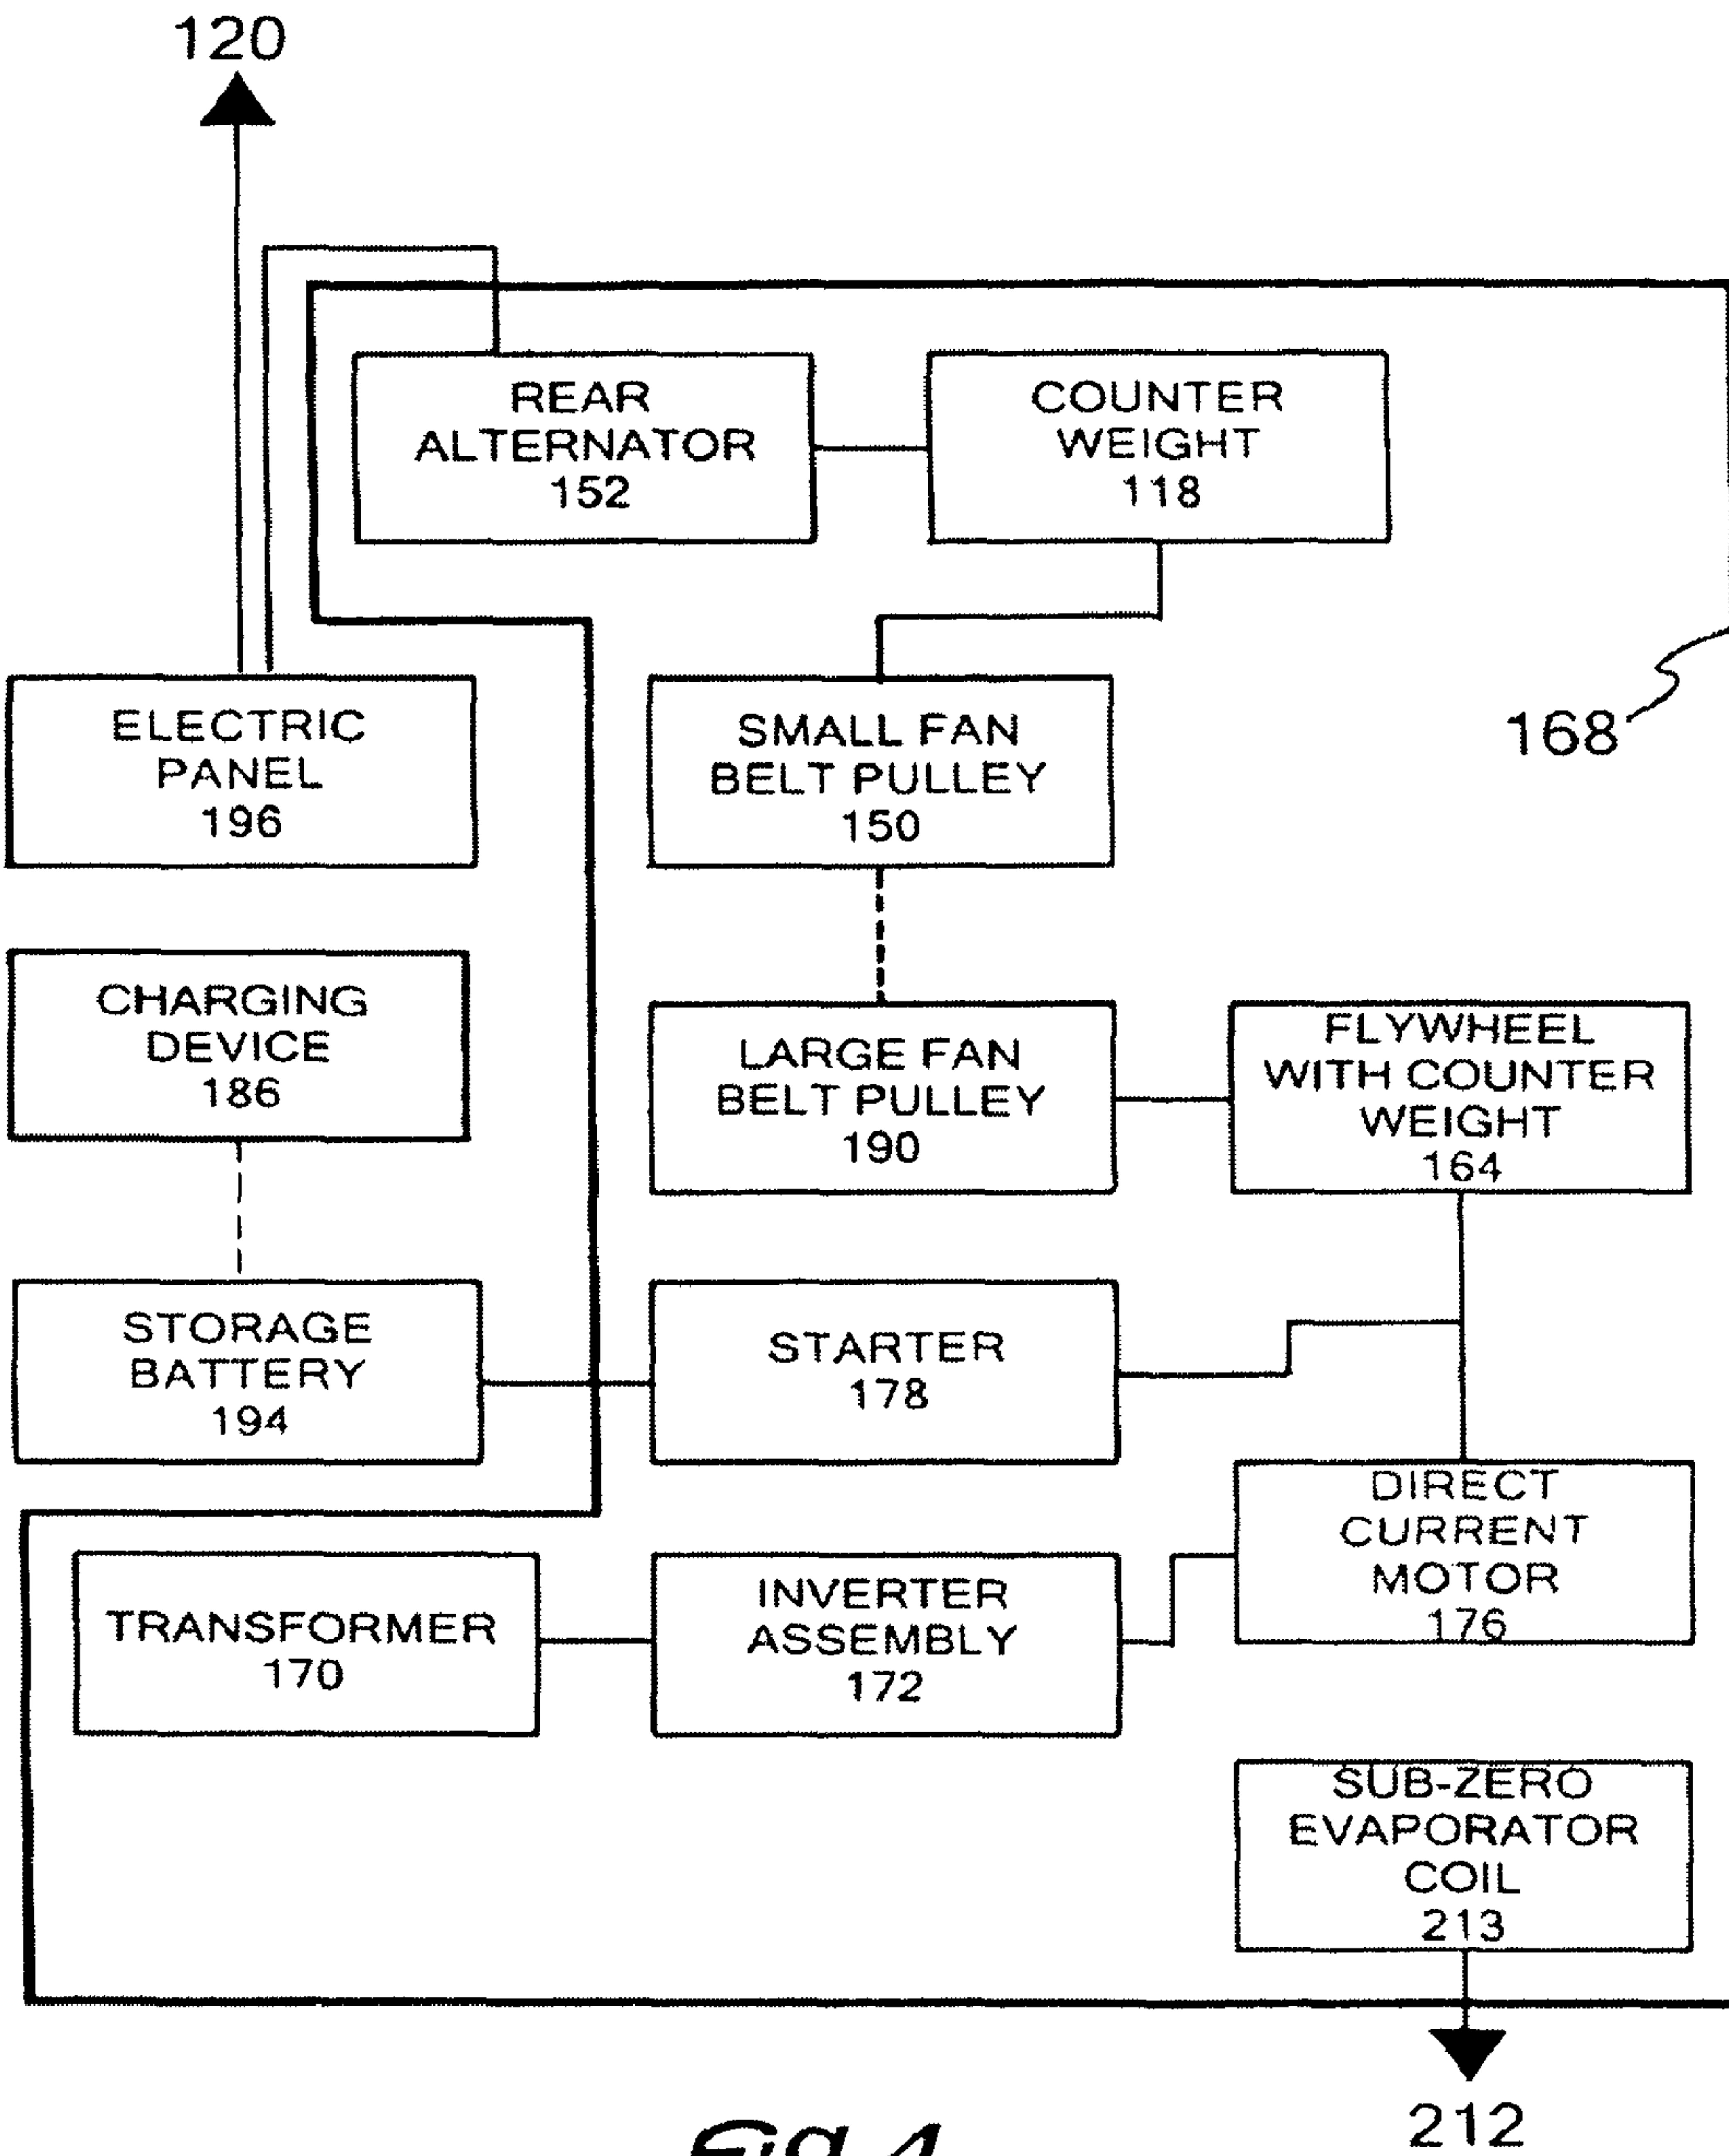 120
REAR
ALTERNATOR
152
COUNTER
WEIGHT
118
168
ELECTRIC
PANEL
196
SMALL FAN
BELT PULLEY
150
CHARGING
DEVICE
186
LARGE FAN
BELT PULLEY
190
FLYWHEEL
WITH COUNTER
WEIGHT
164
STORAGE
BATTERY
194
STARTER
178
DIRECT
CURRENT
MOTOR
176
TRANSFORMER
170
INVERTER
ASSEMBLY
172
SUB-ZERO
EVAPORATOR
COIL
213
212
Fig 4